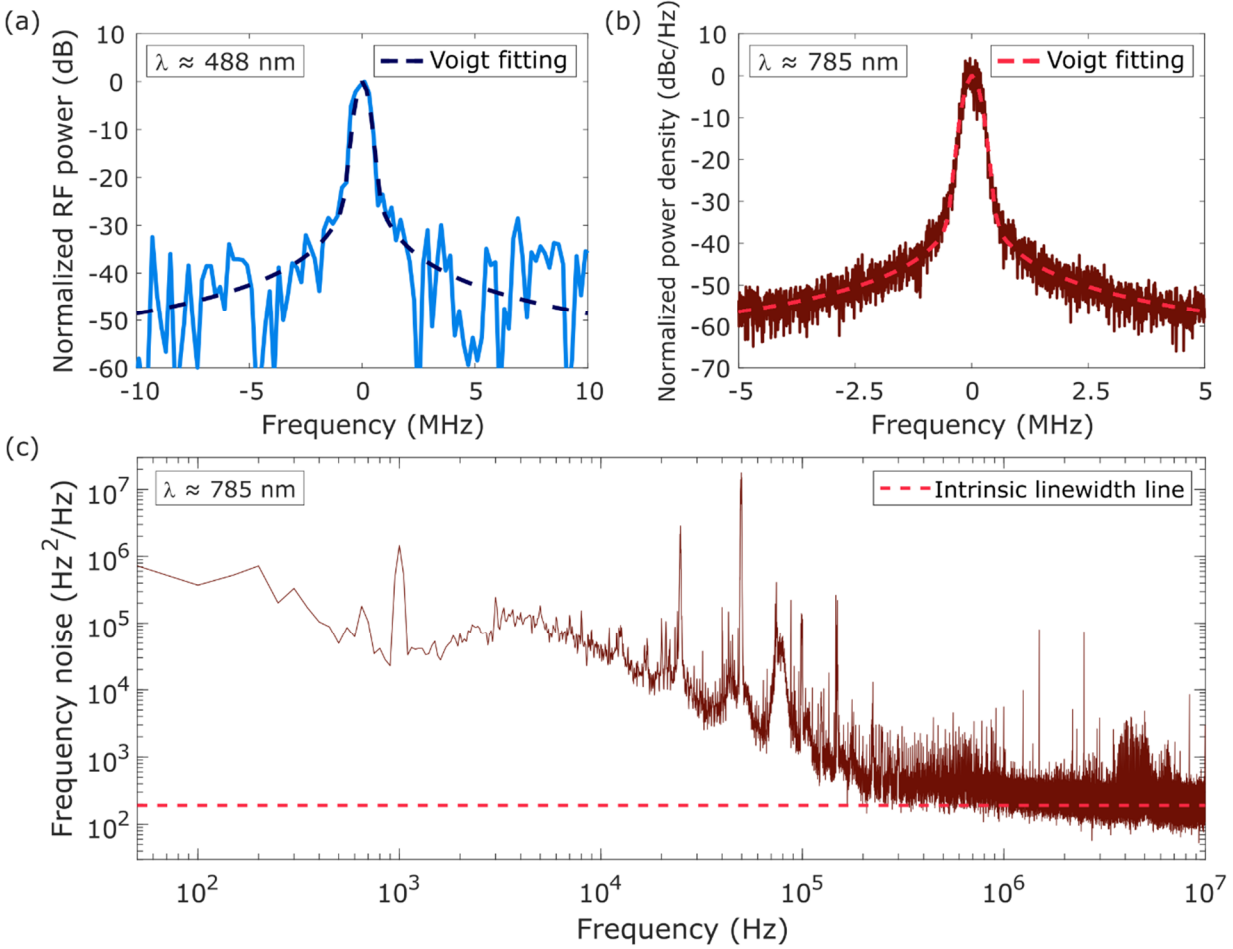 (a)
λ ≈ 488 nm
Voigt fitting
Normalized RF power (dB)
10
0
-10
-20
-30
-40
-50
-60
-10
-5
0
5
10
Frequency (MHz)
(b)
λ ≈ 785 nm
Voigt fitting
Normalized power density (dBc/Hz)
10
0
-10
-20
-30
-40
-50
-60
-70
-5
-2.5
0
2.5
5
Frequency (MHz)
(c)
λ ≈ 785 nm
Intrinsic linewidth line
Frequency noise (Hz²/Hz)
10⁷
10⁶
10⁵
10⁴
10³
10²
10²
10³
10⁴
10⁵
10⁶
10⁷
Frequency (Hz)